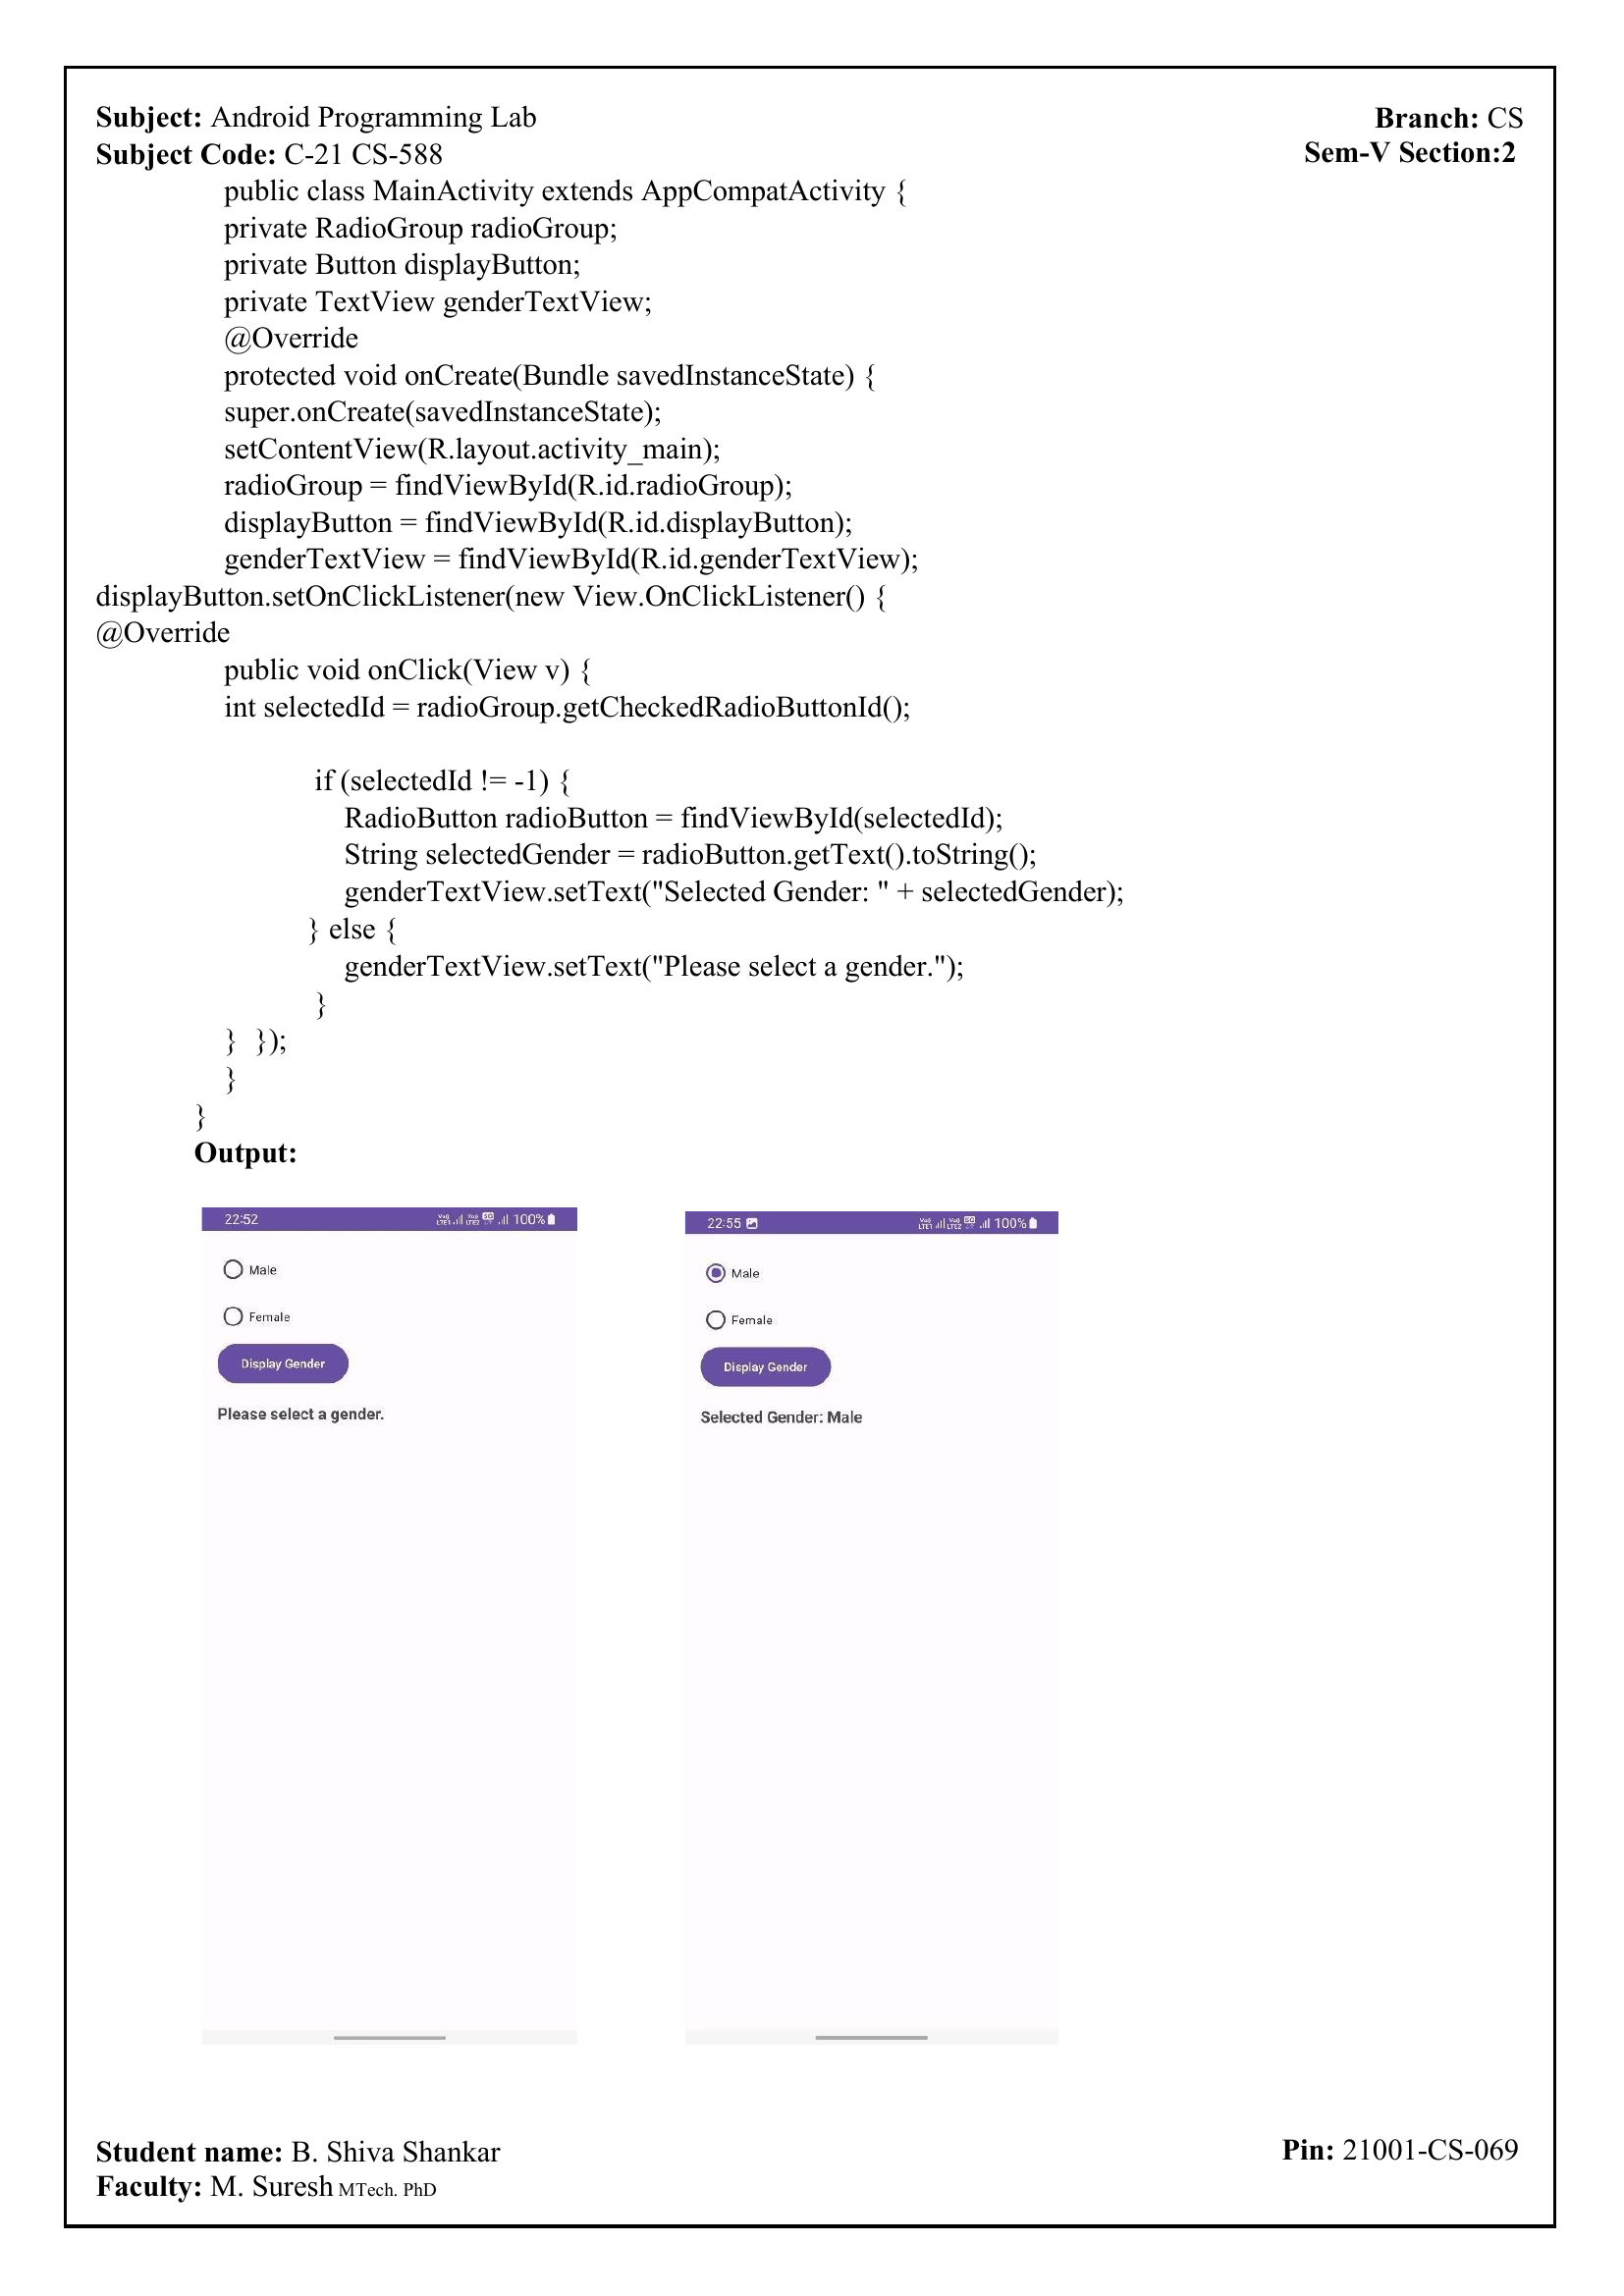 Subject: Android Programming Lab
Branch: CS
Subject Code: C-21 CS-588
Sem-V Section:2
public class MainActivity extends AppCompatActivity {
private RadioGroup radioGroup;
private Button displayButton;
private TextView genderTextView;
@Override
protected void onCreate(Bundle savedInstanceState) {
super.onCreate(savedInstanceState);
setContentView(R.layout.activity_main);
radioGroup = findViewById(R.id.radioGroup);
displayButton = findViewById(R.id.displayButton);
genderTextView = findViewById(R.id.genderTextView);
displayButton.setOnClickListener(new View.OnClickListener() {
@Override
public void onClick(View v) {
int selectedId = radioGroup.getCheckedRadioButtonId();
if (selectedId != -1) {
RadioButton radioButton = findViewById(selectedId);
String selectedGender = radioButton.getText().toString();
genderTextView.setText("Selected Gender: " + selectedGender);
} else {
genderTextView.setText("Please select a gender.");
}
} });
}
}
Output:
22:52 100%
Male
Female
Display Gender
Please select a gender.
22:55 100%
Male
Female
Display Gender
Selected Gender: Male
Student name: B. Shiva Shankar
Pin: 21001-CS-069
Faculty: M. Suresh MTech. PhD